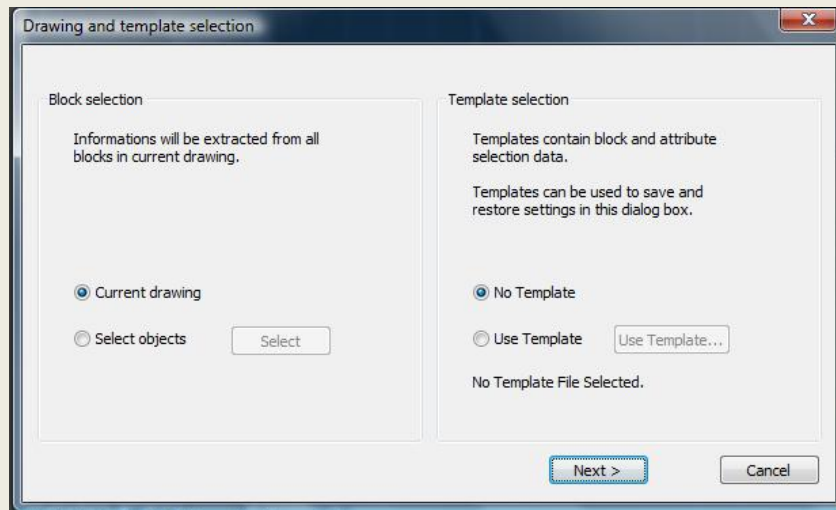 Drawing and template selection
Block selection
Informations will be extracted from all
blocks in current drawing.
Current drawing
Select objects
Select
Template selection
Templates contain block and attribute
selection data.
Templates can be used to save and
restore settings in this dialog box.
No Template
Use Template
Use Template...
No Template File Selected.
Next >
Cancel